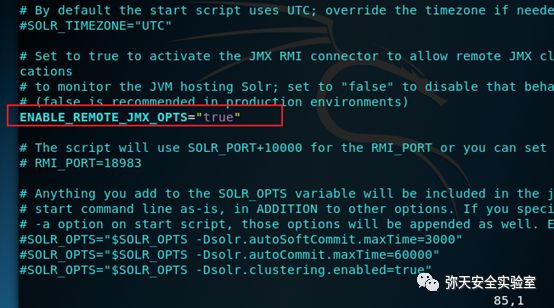 # By default the start script uses UTC; override the timezone if neede
#SOLR_TIMEZONE="UTC"
# Set to true to activate the JMX RMI connector to allow remote JMX cl
cations
# to monitor the JVM hosting Solr; set to "false" to disable that beha
# (false is recommended in production environments)
ENABLE_REMOTE_JMX_OPTS="true"
# The script will use SOLR_PORT+10000 for the RMI_PORT or you can set
# RMI_PORT=18983
# Anything you add to the SOLR_OPTS variable will be included in the j
# start command line as-is, in ADDITION to other options. If you speci
# -a option on start script, those options will be appended as well. E
#SOLR_OPTS="$SOLR_OPTS -Dsolr.autoSoftCommit.maxTime=3000"
#SOLR_OPTS="$SOLR_OPTS -Dsolr.autoCommit.maxTime=60000"
#SOLR_OPTS="$SOLR_OPTS -Dsolr.clustering.enabled=true"
弥天安全实验室
85,1